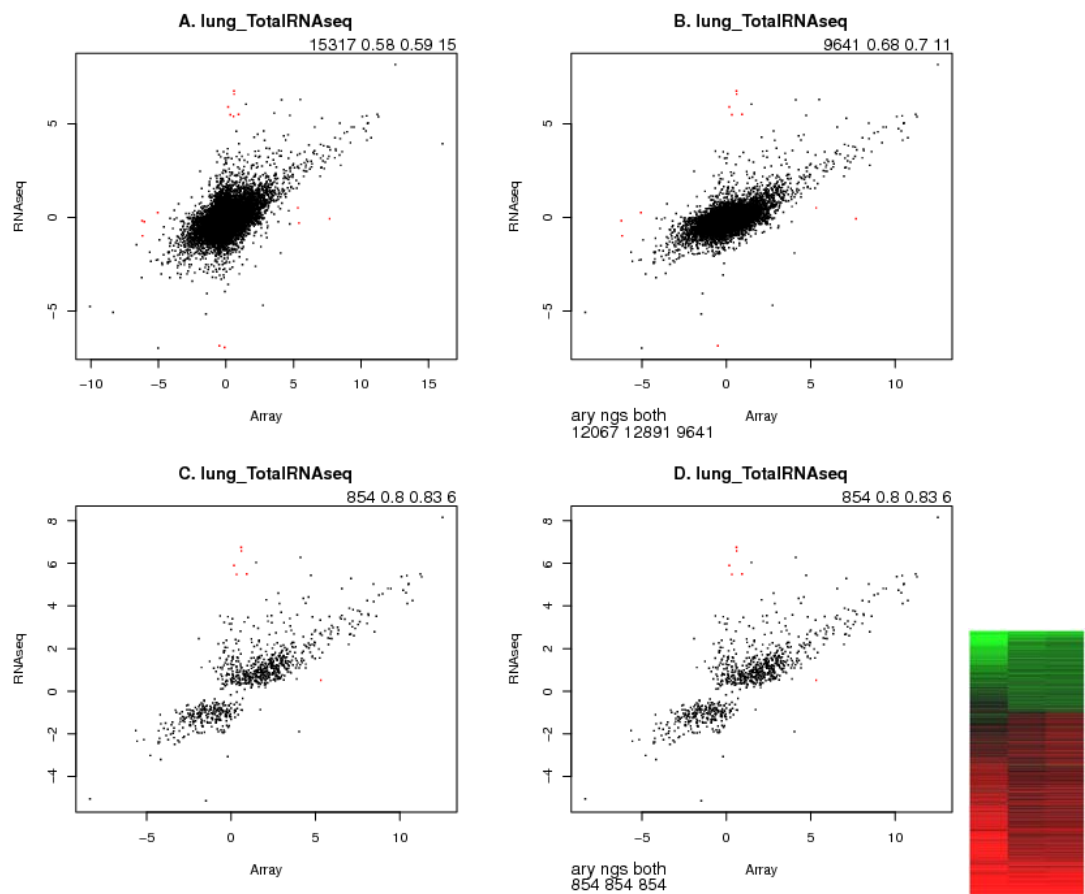 A. lung_TotalRNAseq
15317 0.58 0.59 15
RNAseq
5
0
−5
−10 −5 0 5 10 15
Array
B. lung_TotalRNAseq
9641 0.68 0.7 11
RNAseq
5
0
−5
−5 0 5 10
Array
ary ngs both
12067 12891 9641
C. lung_TotalRNAseq
854 0.8 0.83 6
RNAseq
8
6
4
2
0
−2
−4
−5 0 5 10
Array
D. lung_TotalRNAseq
854 0.8 0.83 6
RNAseq
8
6
4
2
0
−2
−4
−5 0 5 10
Array
ary ngs both
854 854 854